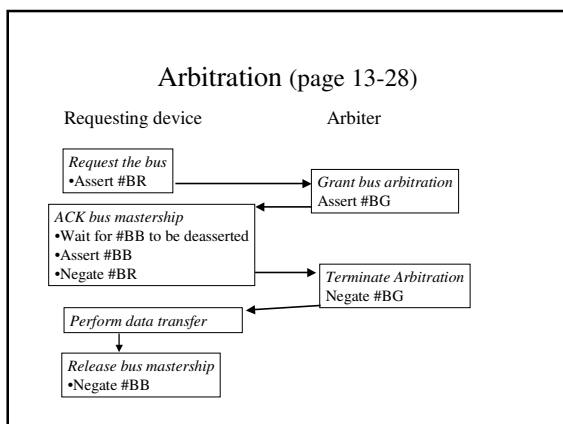 Arbitration (page 13-28)
Requesting device
Arbiter
Request the bus
•Assert #BR
Grant bus arbitration
Assert #BG
ACK bus mastership
•Wait for #BB to be deasserted
•Assert #BB
•Negate #BR
Terminate Arbitration
Negate #BG
Perform data transfer
Release bus mastership
•Negate #BB